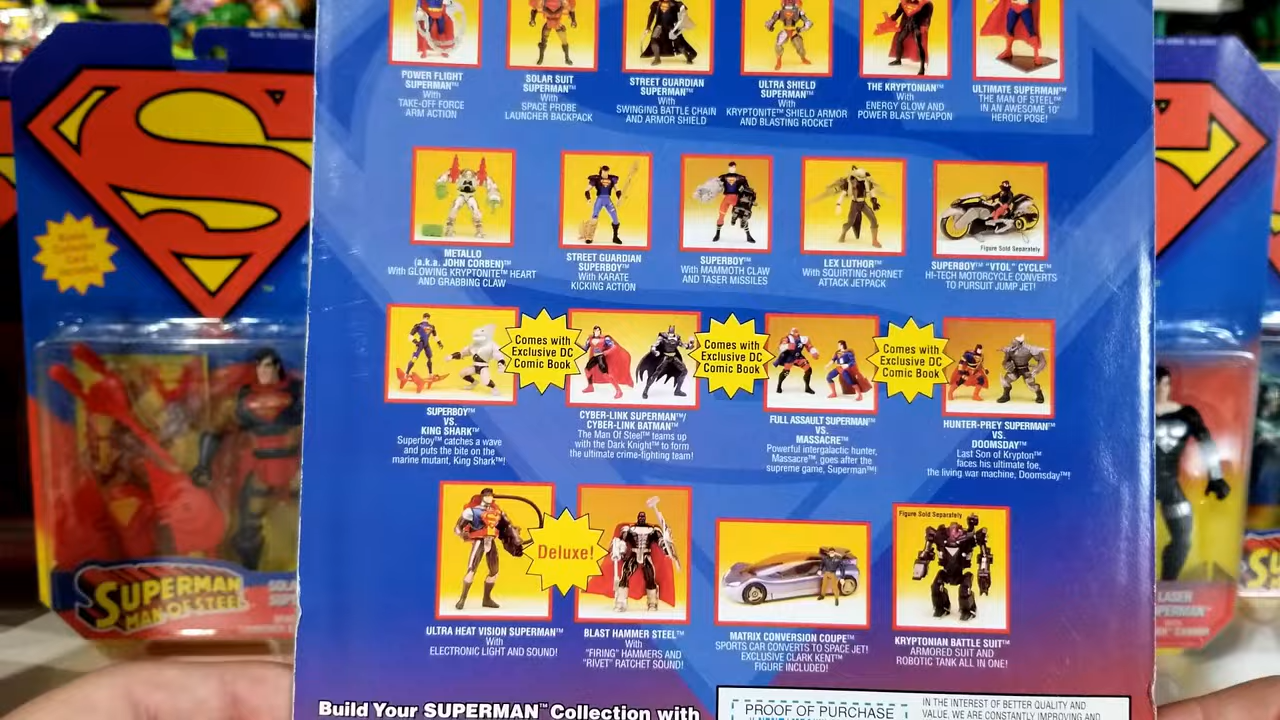 POWER FLIGHT
SUPERMAN™
With
TAKE-OFF FORCE
ARM ACTION
SOLAR SUIT
SUPERMAN™
With
SPACE PROBE
LAUNCHER BACKPACK
STREET GUARDIAN
SUPERMAN™
With
SWINGING BATTLE CHAIN
AND ARMOR SHIELD
ULTRA SHIELD
SUPERMAN™
With
KRYPTONITE™ SHIELD ARMOR
AND BLASTING ROCKET
THE KRYPTONIAN™
With
ENERGY GLOW AND
POWER BLAST WEAPON
ULTIMATE SUPERMAN™
THE MAN OF STEEL™
IN AN AWESOME 10"
HEROIC POSE!
METALLO
(a.k.a. JOHN CORBEN)™
With GLOWING KRYPTONITE™ HEART
AND GRABBING CLAW
STREET GUARDIAN
SUPERBOY™
With KARATE
KICKING ACTION
SUPERBOY™
With MAMMOTH CLAW
AND TASER MISSILES
LEX LUTHOR™
With SQUIRTING HORNET
ATTACK JETPACK
Figure Sold Separately
SUPERBOY™ "VTOL" CYCLE™
HI-TECH MOTORCYCLE CONVERTS
TO PURSUIT JUMP JET!
SUPERBOY™
VS.
KING SHARK™
Superboy™ catches a wave
and puts the bite on the
marine mutant, King Shark™!
Comes with
Exclusive DC
Comic Book
CYBER-LINK SUPERMAN™/
CYBER-LINK BATMAN™
The Man Of Steel™ teams up
with the Dark Knight™ to form
the ultimate crime-fighting team!
Comes with
Exclusive DC
Comic Book
FULL ASSAULT SUPERMAN™
VS.
MASSACRE™
Powerful intergalactic hunter,
Massacre™, goes after the
supreme game, Superman™!
Comes with
Exclusive DC
Comic Book
HUNTER-PREY SUPERMAN™
VS.
DOOMSDAY™
Last Son of Krypton™
faces his ultimate foe,
the living war machine, Doomsday™!
ULTRA HEAT VISION SUPERMAN™
With
ELECTRONIC LIGHT AND SOUND!
Deluxe!
BLAST HAMMER STEEL™
With
"FIRING" HAMMERS AND
"RIVET" RATCHET SOUND!
MATRIX CONVERSION COUPE™
SPORTS CAR CONVERTS TO SPACE JET!
EXCLUSIVE CLARK KENT™
FIGURE INCLUDED!
Figure Sold Separately
KRYPTONIAN BATTLE SUIT™
ARMORED SUIT AND
ROBOTIC TANK ALL IN ONE!
Build Your SUPERMAN™ Collection with
PROOF OF PURCHASE
IN THE INTEREST OF BETTER QUALITY AND
VALUE, WE ARE CONSTANTLY IMPROVING AND
SUPERMAN
MAN OF STEEL
LASER